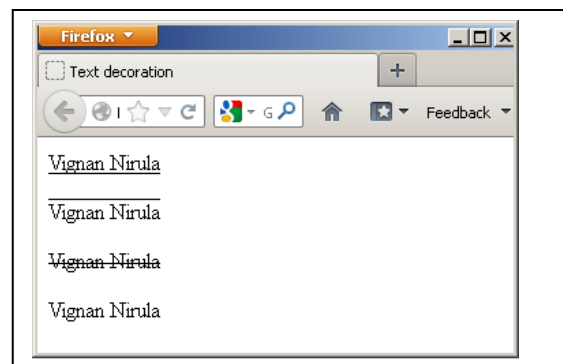 Firefox
Text decoration
I G Feedback
Vignan Nirula
Vignan Nirula
Vignan Nirula
Vignan Nirula